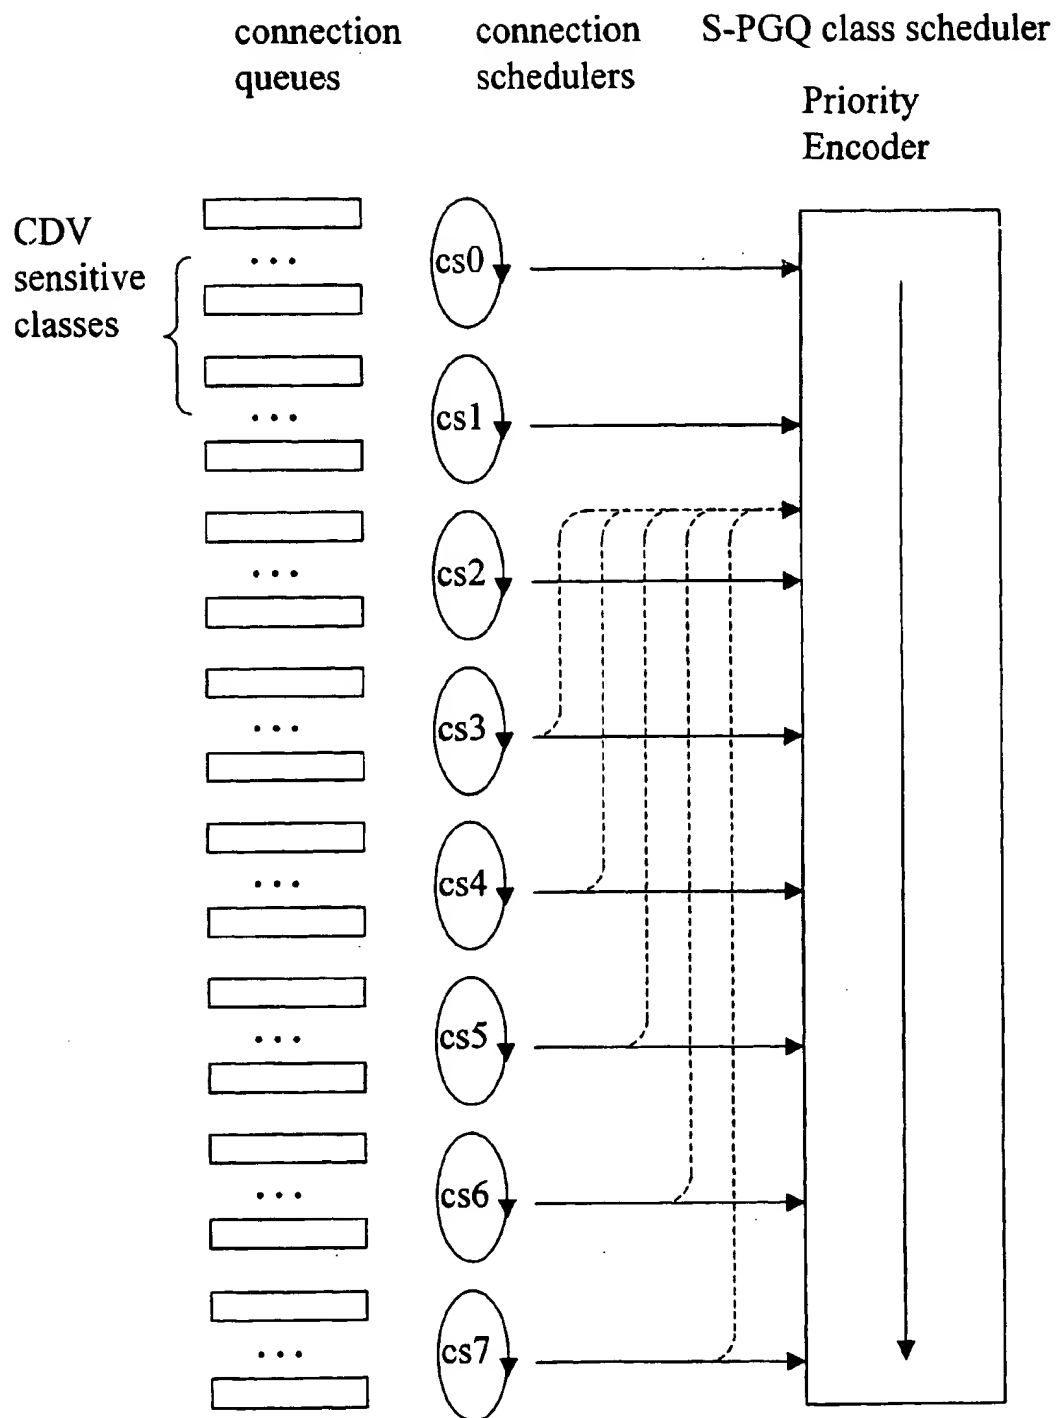 connection
queues
connection
schedulers
S-PGQ class scheduler
Priority
Encoder
CDV
sensitive
classes
cs0
cs1
cs2
cs3
cs4
cs5
cs6
cs7